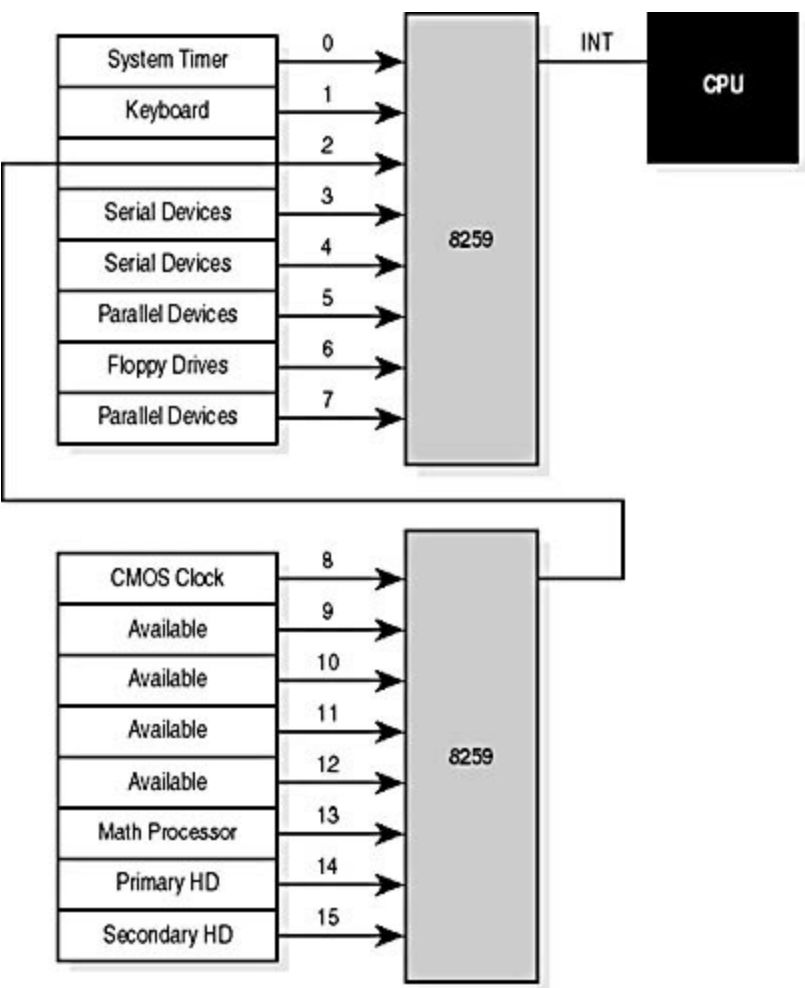 System Timer 0 INT CPU
Keyboard 1
2
Serial Devices 3
8259
Serial Devices 4
Parallel Devices 5
Floppy Drives 6
Parallel Devices 7
CMOS Clock 8
Available 9
Available 10
Available 11
8259
Available 12
Math Processor 13
Primary HD 14
Secondary HD 15